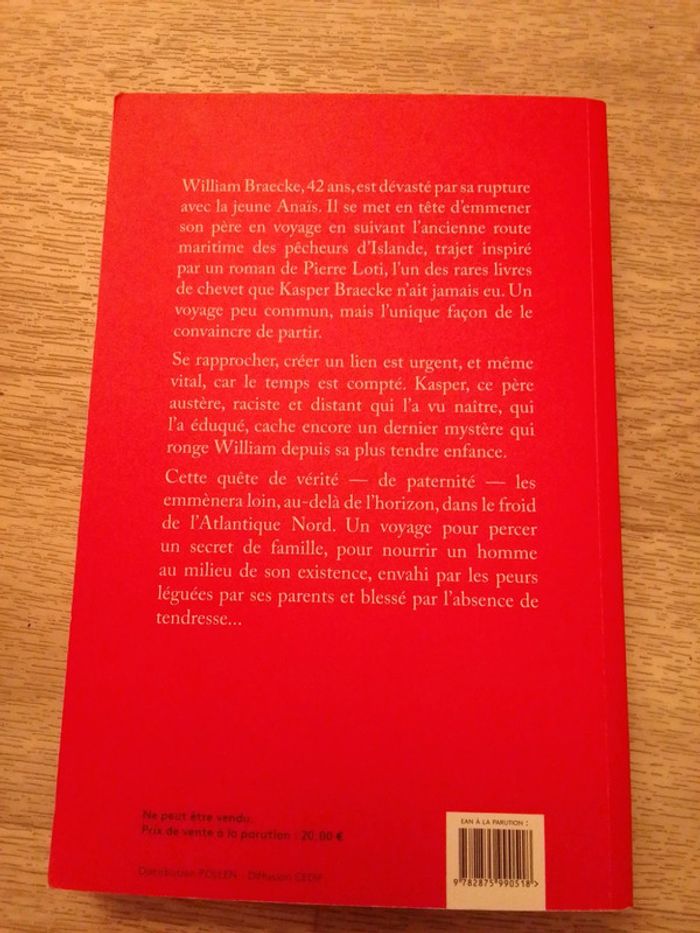 William Braecke, 42 ans, est dévasté par sa rupture
avec la jeune Anaïs. Il se met en tête d'emmener
son père en voyage en suivant l'ancienne route
maritime des pêcheurs d'Islande, trajet inspiré
par un roman de Pierre Loti, l'un des rares livres
de chevet que Kasper Braecke n'ait jamais eu. Un
voyage peu commun, mais l'unique façon de le
convaincre de partir.
Se rapprocher, créer un lien est urgent, et même
vital, car le temps est compté. Kasper, ce père
austère, raciste et distant qui l'a vu naître, qui
l'a éduqué, cache encore un dernier mystère qui
ronge William depuis sa plus tendre enfance.
Cette quête de vérité — de paternité — les
emmènera loin, au-delà de l'horizon, dans le froid
de l'Atlantique Nord. Un voyage pour percer
un secret de famille, pour nourrir un homme
au milieu de son existence, envahi par les peurs
léguées par ses parents et blessé par l'absence de
tendresse...
Ne peut être vendu.
Prix de vente à la parution : 20,00 €
Distribution POLLEN - Diffusion CEDIF
EAN À LA PARUTION :
9 782875 990518 >